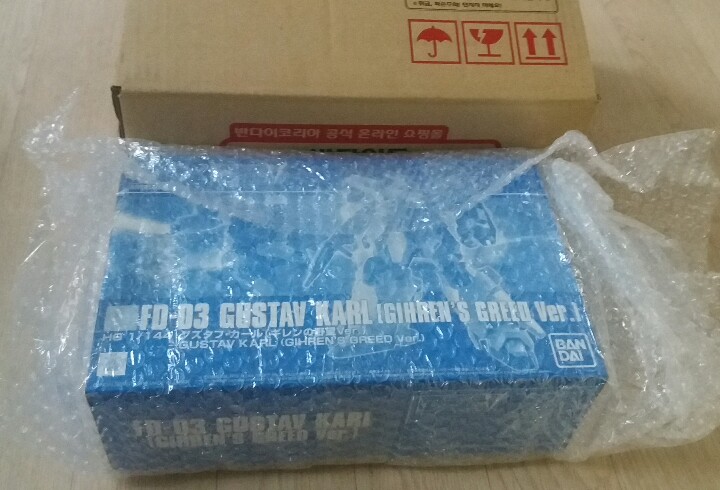 반다이코리아 공식 온라인 쇼핑몰
FD-03 GUSTAV KARL [GIHREN'S GREED Ver.]
HG 1/144 グスタフ・カール(ギレンの野望Ver.)
GUSTAV KARL (GIHREN'S GREED Ver.)
BAN
DAI
FD-03 GUSTAV KARL
[GIHREN'S GREED Ver.]